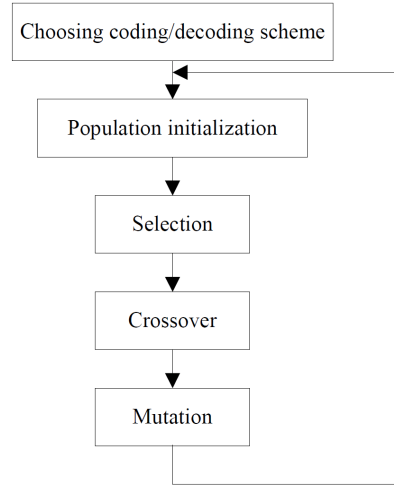 Choosing coding/decoding scheme
Population initialization
Selection
Crossover
Mutation